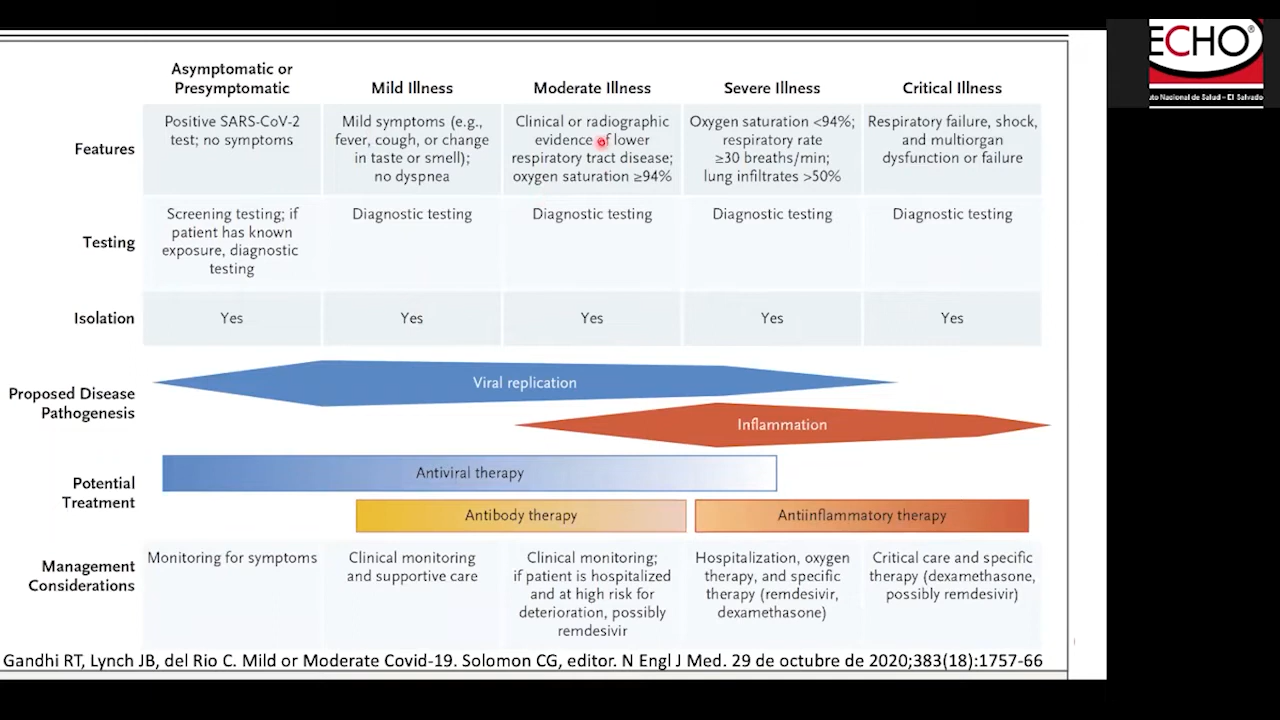 ECHO®
uto Nacional de Salud – El Salvado
Asymptomatic or
Presymptomatic
Mild Illness
Moderate Illness
Severe Illness
Critical Illness
Features
Positive SARS-CoV-2
test; no symptoms
Mild symptoms (e.g.,
fever, cough, or change
in taste or smell);
no dyspnea
Clinical or radiographic
evidence of lower
respiratory tract disease;
oxygen saturation ≥94%
Oxygen saturation <94%;
respiratory rate
≥30 breaths/min;
lung infiltrates >50%
Respiratory failure, shock,
and multiorgan
dysfunction or failure
Testing
Screening testing; if
patient has known
exposure, diagnostic
testing
Diagnostic testing
Diagnostic testing
Diagnostic testing
Diagnostic testing
Isolation
Yes
Yes
Yes
Yes
Yes
Proposed Disease
Pathogenesis
Viral replication
Inflammation
Potential
Treatment
Antiviral therapy
Antibody therapy
Antiinflammatory therapy
Management
Considerations
Monitoring for symptoms
Clinical monitoring
and supportive care
Clinical monitoring;
if patient is hospitalized
and at high risk for
deterioration, possibly
remdesivir
Hospitalization, oxygen
therapy, and specific
therapy (remdesivir,
dexamethasone)
Critical care and specific
therapy (dexamethasone,
possibly remdesivir)
Gandhi RT, Lynch JB, del Rio C. Mild or Moderate Covid-19. Solomon CG, editor. N Engl J Med. 29 de octubre de 2020;383(18):1757-66